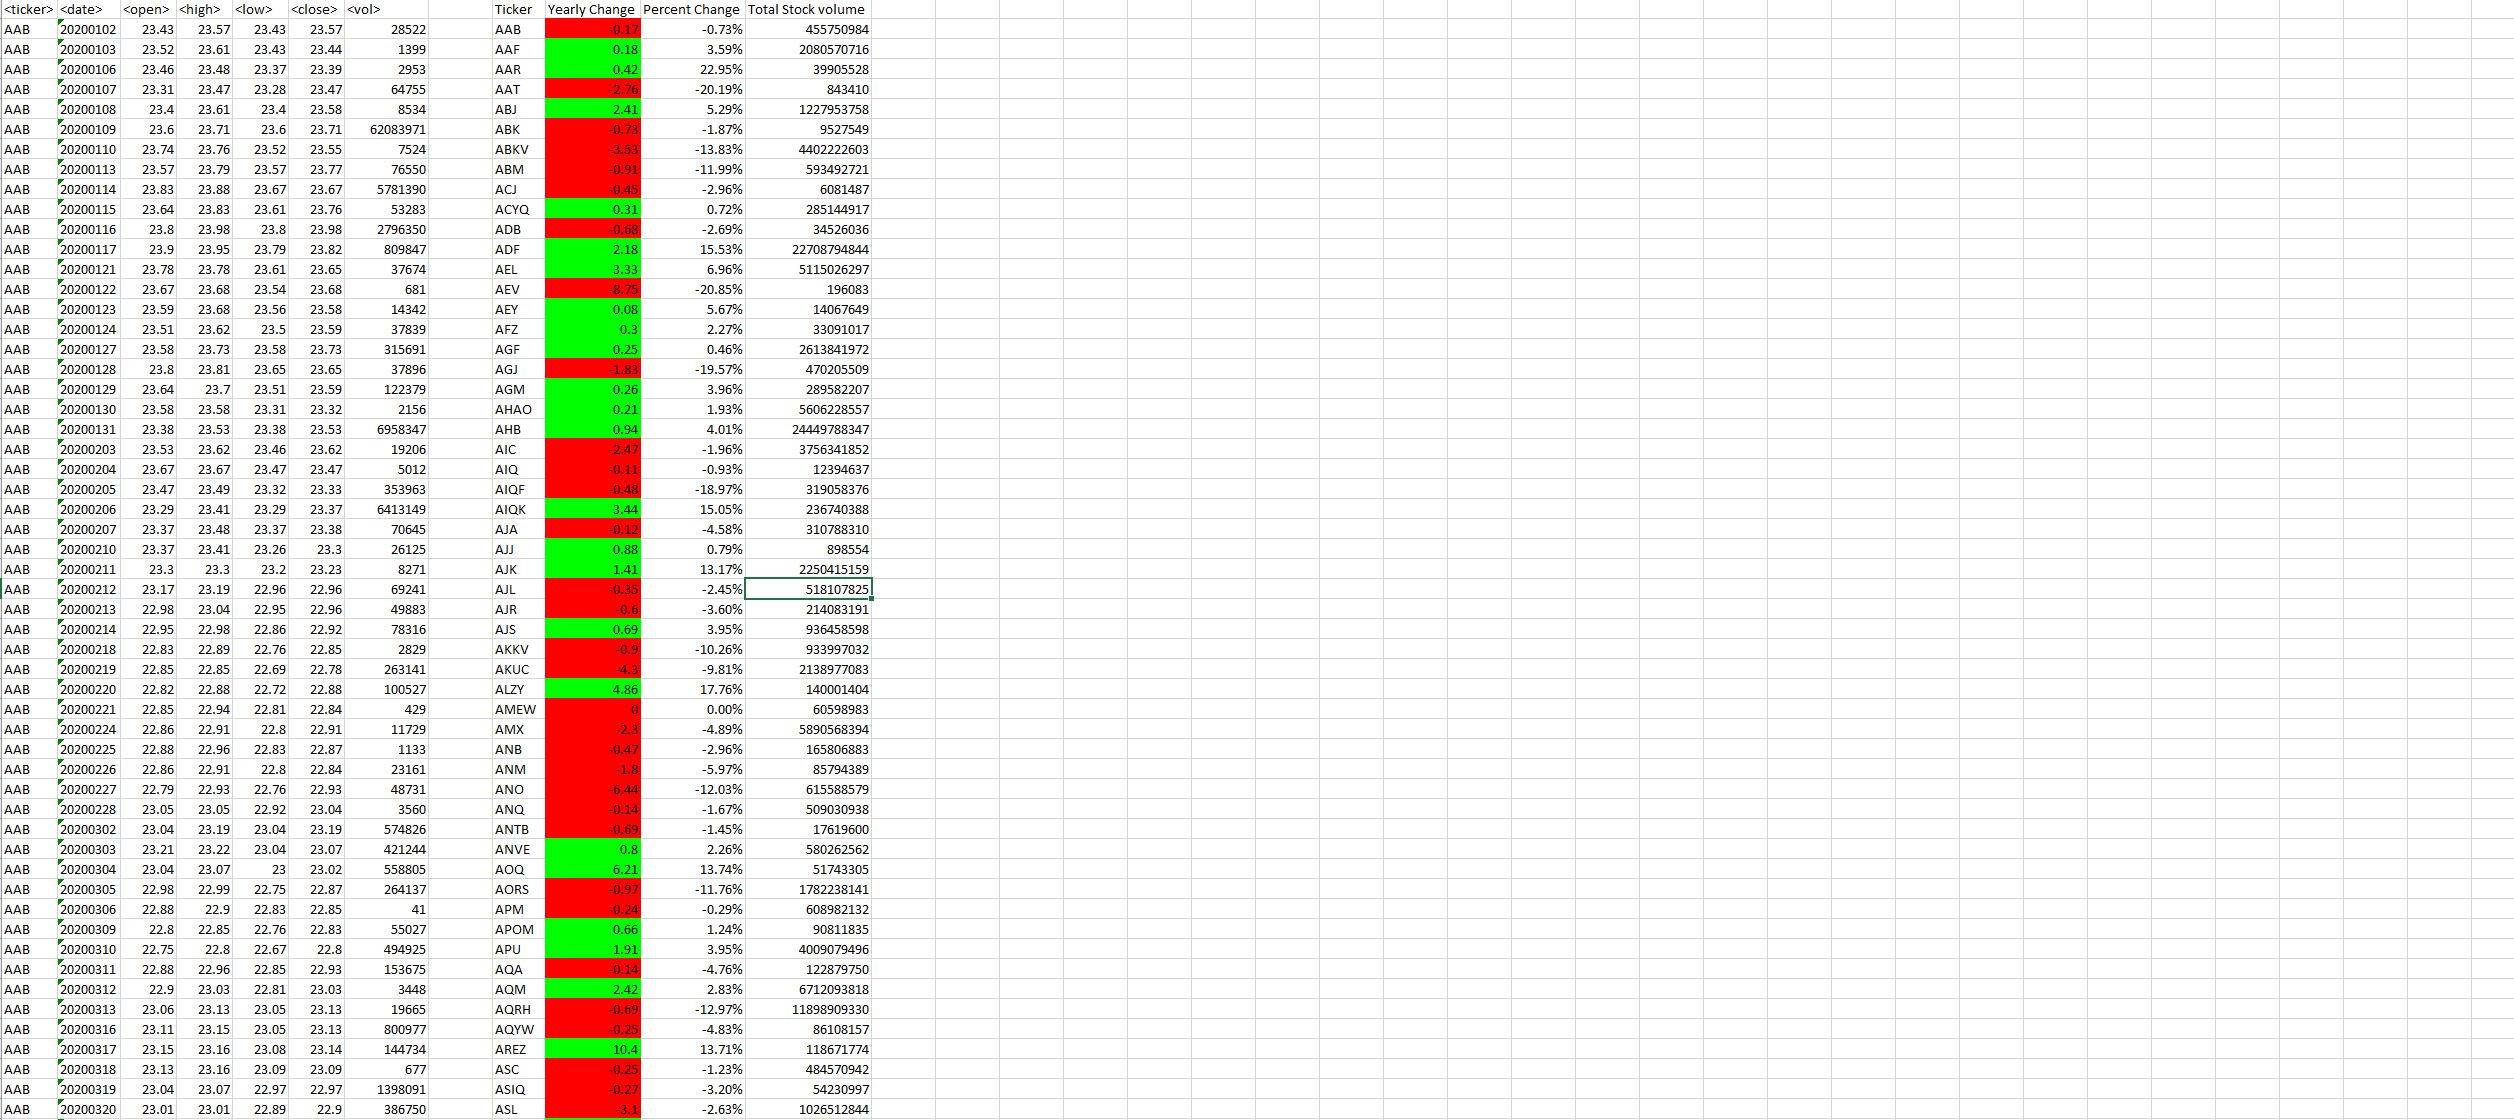 <ticker> <date> <open> <high> <low> <close> <vol> Ticker Yearly Change Percent Change Total Stock volume
AAB 20200102 23.43 23.57 23.43 23.57 28522 AAB -0.17 -0.73% 455750984
AAB 20200103 23.52 23.61 23.43 23.44 1399 AAF 0.18 3.59% 2080570716
AAB 20200106 23.46 23.48 23.37 23.39 2953 AAR 0.42 22.95% 39905528
AAB 20200107 23.31 23.47 23.28 23.47 64755 AAT -2.76 -20.19% 843410
AAB 20200108 23.4 23.61 23.4 23.58 8534 ABJ 2.41 5.29% 1227953758
AAB 20200109 23.6 23.71 23.6 23.71 62083971 ABK -0.73 -1.87% 9527549
AAB 20200110 23.74 23.76 23.52 23.55 7524 ABKV -3.53 -13.83% 4402222603
AAB 20200113 23.57 23.79 23.57 23.77 76550 ABM -0.91 -11.99% 593492721
AAB 20200114 23.83 23.88 23.67 23.67 5781390 ACJ -0.45 -2.96% 6081487
AAB 20200115 23.64 23.83 23.61 23.76 53283 ACYQ 0.31 0.72% 285144917
AAB 20200116 23.8 23.98 23.8 23.98 2796350 ADB -0.68 -2.69% 34526036
AAB 20200117 23.9 23.95 23.79 23.82 809847 ADF 2.18 15.53% 22708794844
AAB 20200121 23.78 23.78 23.61 23.65 37674 AEL 3.33 6.96% 5115026297
AAB 20200122 23.67 23.68 23.54 23.68 681 AEV -8.75 -20.85% 196083
AAB 20200123 23.59 23.68 23.56 23.58 14342 AEY 0.08 5.67% 14067649
AAB 20200124 23.51 23.62 23.5 23.59 37839 AFZ 0.3 2.27% 33091017
AAB 20200127 23.58 23.73 23.58 23.73 315691 AGF 0.25 0.46% 2613841972
AAB 20200128 23.8 23.81 23.65 23.65 37896 AGJ -1.83 -19.57% 470205509
AAB 20200129 23.64 23.7 23.51 23.59 122379 AGM 0.26 3.96% 289582207
AAB 20200130 23.58 23.58 23.31 23.32 2156 AHAO 0.21 1.93% 5606228557
AAB 20200131 23.38 23.53 23.38 23.53 6958347 AHB 0.94 4.01% 24449788347
AAB 20200203 23.53 23.62 23.46 23.62 19206 AIC -2.47 -1.96% 3756341852
AAB 20200204 23.67 23.67 23.47 23.47 5012 AIQ -0.11 -0.93% 12394637
AAB 20200205 23.47 23.49 23.32 23.33 353963 AIQF -0.48 -18.97% 319058376
AAB 20200206 23.29 23.41 23.29 23.37 6413149 AIQK 3.44 15.05% 236740388
AAB 20200207 23.37 23.48 23.37 23.38 70645 AJA -0.12 -4.58% 310788310
AAB 20200210 23.37 23.41 23.26 23.3 26125 AJJ 0.88 0.79% 898554
AAB 20200211 23.3 23.3 23.2 23.23 8271 AJK 1.41 13.17% 2250415159
AAB 20200212 23.17 23.19 22.96 22.96 69241 AJL -0.35 -2.45% 518107825
AAB 20200213 22.98 23.04 22.95 22.96 49883 AJR -0.6 -3.60% 214083191
AAB 20200214 22.95 22.98 22.86 22.92 78316 AJS 0.69 3.95% 936458598
AAB 20200218 22.83 22.89 22.76 22.85 2829 AKKV -0.9 -10.26% 933997032
AAB 20200219 22.85 22.85 22.69 22.78 263141 AKUC -4.3 -9.81% 2138977083
AAB 20200220 22.82 22.88 22.72 22.88 100527 ALZY 4.86 17.76% 140001404
AAB 20200221 22.85 22.94 22.81 22.84 429 AMEW 0 0.00% 60598983
AAB 20200224 22.86 22.91 22.8 22.91 11729 AMX -2.3 -4.89% 5890568394
AAB 20200225 22.88 22.96 22.83 22.87 1133 ANB -0.47 -2.96% 165806883
AAB 20200226 22.86 22.91 22.8 22.84 23161 ANM -1.8 -5.97% 85794389
AAB 20200227 22.79 22.93 22.76 22.93 48731 ANO -6.44 -12.03% 615588579
AAB 20200228 23.05 23.05 22.92 23.04 3560 ANQ -0.14 -1.67% 509030938
AAB 20200302 23.04 23.19 23.04 23.19 574826 ANTB -0.69 -1.45% 17619600
AAB 20200303 23.21 23.22 23.04 23.07 421244 ANVE 0.8 2.26% 580262562
AAB 20200304 23.04 23.07 23 23.02 558805 AOQ 6.21 13.74% 51743305
AAB 20200305 22.98 22.99 22.75 22.87 264137 AORS -0.97 -11.76% 1782238141
AAB 20200306 22.88 22.9 22.83 22.85 41 APM -0.24 -0.29% 608982132
AAB 20200309 22.8 22.85 22.76 22.83 55027 APOM 0.66 1.24% 90811835
AAB 20200310 22.75 22.8 22.67 22.8 494925 APU 1.91 3.95% 4009079496
AAB 20200311 22.88 22.96 22.85 22.93 153675 AQA -0.14 -4.76% 122879750
AAB 20200312 22.9 23.03 22.81 23.03 3448 AQM 2.42 2.83% 6712093818
AAB 20200313 23.06 23.13 23.05 23.13 19665 AQRH -0.69 -12.97% 11898909330
AAB 20200316 23.11 23.15 23.05 23.13 800977 AQYW -0.25 -4.83% 86108157
AAB 20200317 23.15 23.16 23.08 23.14 144734 AREZ 10.4 13.71% 118671774
AAB 20200318 23.13 23.16 23.09 23.09 677 ASC -0.25 -1.23% 484570942
AAB 20200319 23.04 23.07 22.97 22.97 1398091 ASIQ -0.27 -3.20% 54230997
AAB 20200320 23.01 23.01 22.89 22.9 386750 ASL -3.1 -2.63% 1026512844